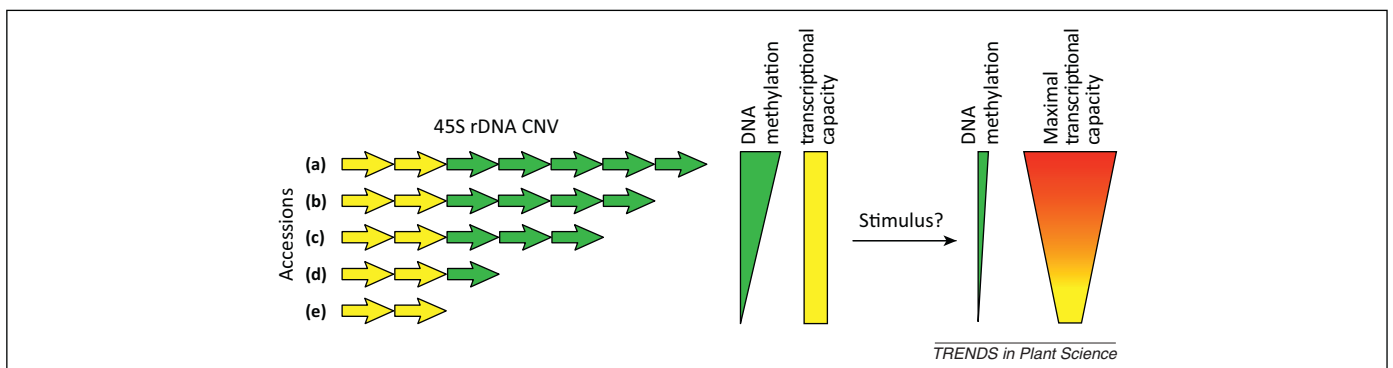 45S rDNA CNV
Accessions
(a)
(b)
(c)
(d)
(e)
DNA
methylation
transcriptional
capacity
Stimulus?
DNA
methylation
Maximal
transcriptional
capacity
TRENDS in Plant Science